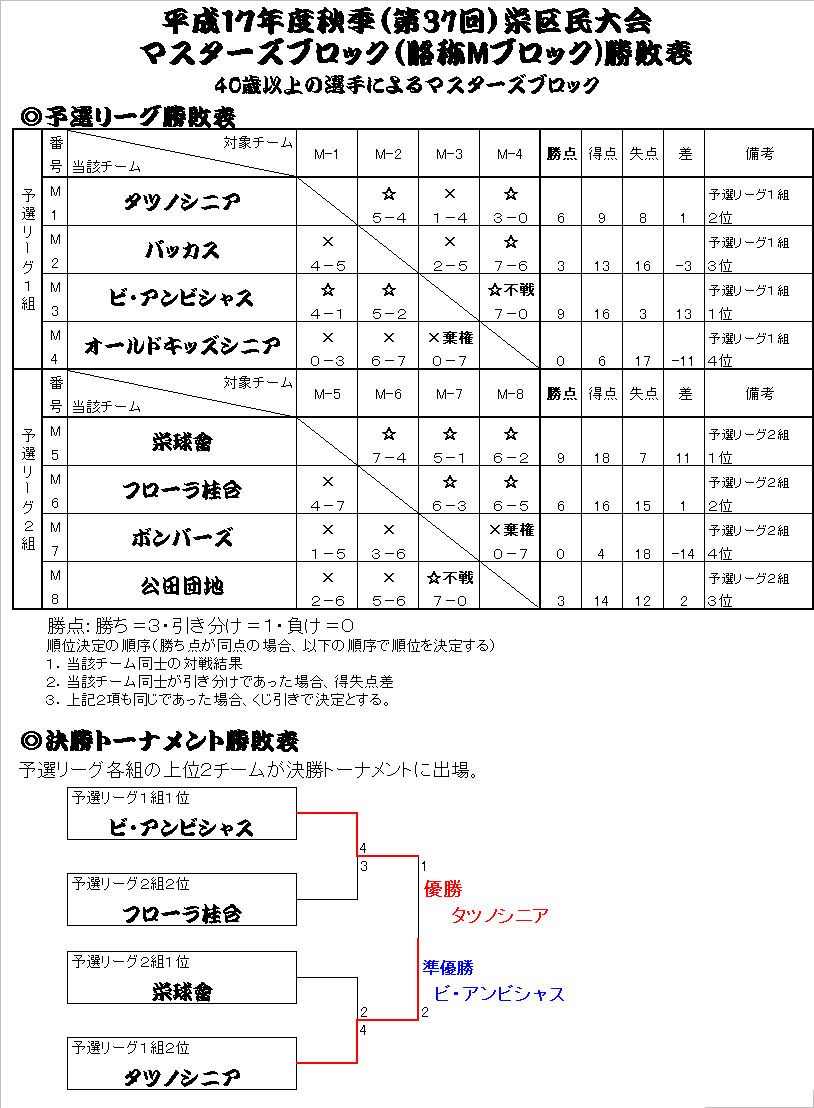 平成17年度秋季(第37回)栄区民大会
マスターズブロック(略称Mブロック)勝敗表
40歳以上の選手によるマスターズブロック
◎予選リーグ勝敗表
予選リーグ1組
番号 対象チーム 当該チーム M-1 M-2 M-3 M-4 勝点 得点 失点 差 備考
M1 タツノシニア ☆ 5-4 × 1-4 ☆ 3-0 6 9 8 1 予選リーグ1組 2位
M2 バッカス × 4-5 × 2-5 ☆ 7-6 3 13 16 -3 予選リーグ1組 3位
M3 ビ・アンビシャス ☆ 4-1 ☆ 5-2 ☆不戦 7-0 9 16 3 13 予選リーグ1組 1位
M4 オールドキッズシニア × 0-3 × 6-7 ×棄権 0-7 0 6 17 -11 予選リーグ1組 4位
予選リーグ2組
番号 対象チーム 当該チーム M-5 M-6 M-7 M-8 勝点 得点 失点 差 備考
M5 栄球會 ☆ 7-4 ☆ 5-1 ☆ 6-2 9 18 7 11 予選リーグ2組 1位
M6 フローラ桂台 × 4-7 ☆ 6-3 ☆ 6-5 6 16 15 1 予選リーグ2組 2位
M7 ボンバーズ × 1-5 × 3-6 ×棄権 0-7 0 4 18 -14 予選リーグ2組 4位
M8 公田団地 × 2-6 × 5-6 ☆不戦 7-0 3 14 12 2 予選リーグ2組 3位
勝点:勝ち=3・引き分け=1・負け=0
順位決定の順序(勝ち点が同点の場合、以下の順序で順位を決定する)
1.当該チーム同士の対戦結果
2.当該チーム同士が引き分けであった場合、得失点差
3.上記2項も同じであった場合、くじ引きで決定とする。
◎決勝トーナメント勝敗表
予選リーグ各組の上位2チームが決勝トーナメントに出場。
予選リーグ1組1位
ビ・アンビシャス
4
3
1
予選リーグ2組2位
フローラ桂台
優勝
タツノシニア
予選リーグ2組1位
栄球會
準優勝
ビ・アンビシャス
2
4
2
予選リーグ1組2位
タツノシニア